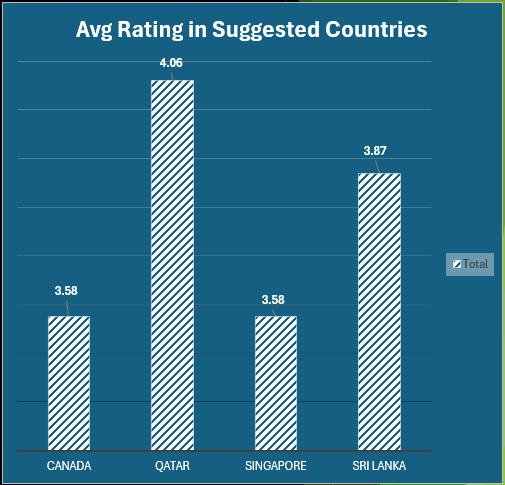 Avg Rating in Suggested Countries
4.06
3.87
3.58
3.58
Total
CANADA
QATAR
SINGAPORE
SRI LANKA